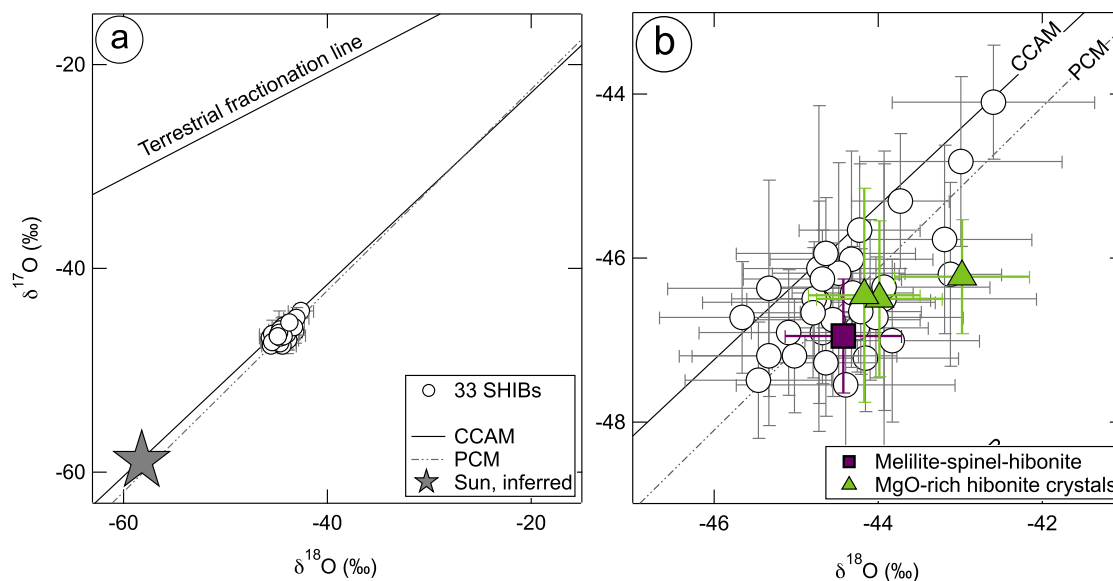 a
-20
-40
-60
δ17O (‰)
Terrestrial fractionation line
33 SHIBs
CCAM
PCM
Sun, inferred
-60
-40
-20
δ18O (‰)
b
-44
-46
-48
CCAM
PCM
Melilite-spinel-hibonite
MgO-rich hibonite crystals
-46
-44
-42
δ18O (‰)